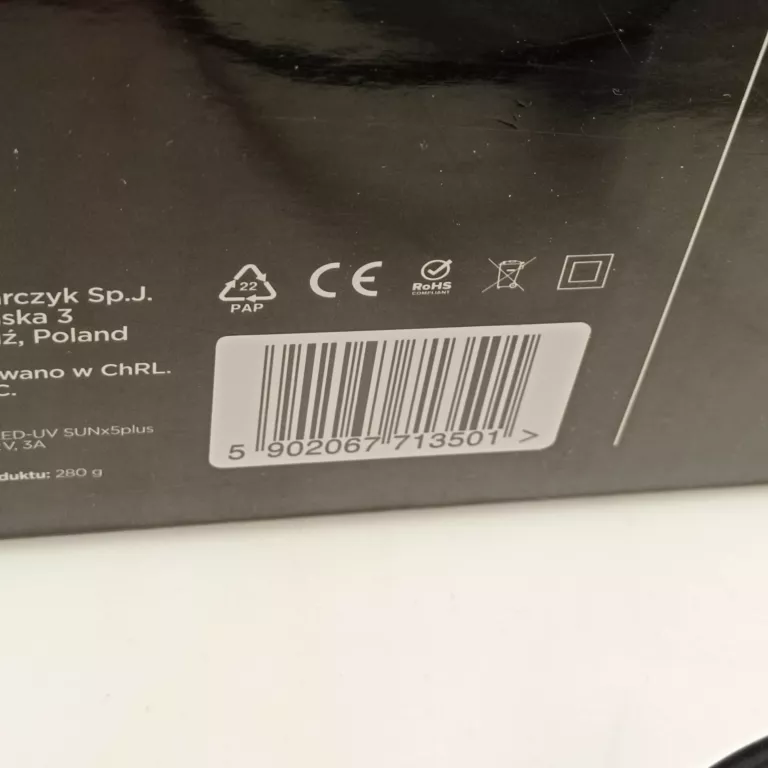 rczyk Sp.J.
ska 3
ź, Poland
wano w ChRL.
C.
ED-UV SUNx5plus
V, 3A
duktu: 280 g
22
PAP
CE
RoHS
COMPLIANT
5 902067 713501 >